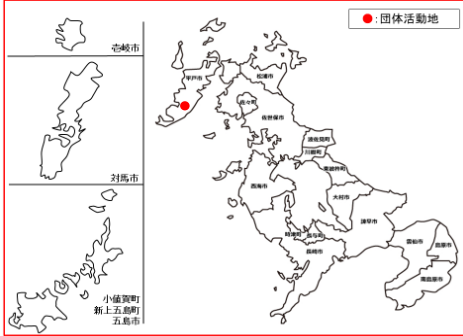 ●:団体活動地
壱岐市
対馬市
小値賀町
新上五島町
五島市
平戸市
松浦市
佐々町
佐世保市
波佐見町
川棚町
東彼杵町
西海市
大村市
時津町
長与町
諫早市
長崎市
雲仙市
島原市
南島原市